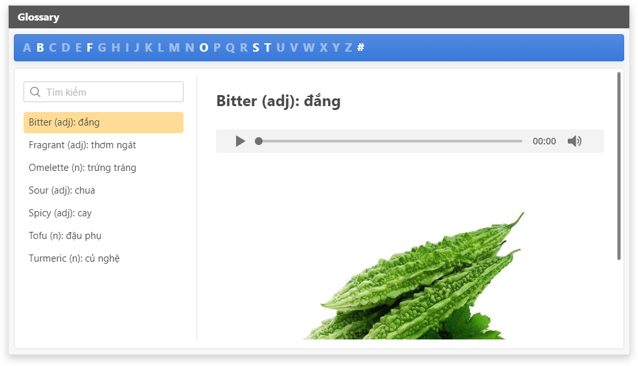 Glossary
A B C D E F G H I J K L M N O P Q R S T U V W X Y Z #
Tìm kiếm
Bitter (adj): đắng
Fragrant (adj): thơm ngát
Omelette (n): trứng tráng
Sour (adj): chua
Spicy (adj): cay
Tofu (n): đậu phụ
Turmeric (n): củ nghệ
Bitter (adj): đắng
00:00